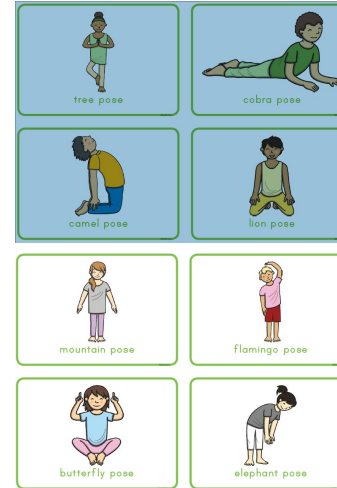 tree pose
cobra pose
camel pose
lion pose
mountain pose
flamingo pose
butterfly pose
elephant pose